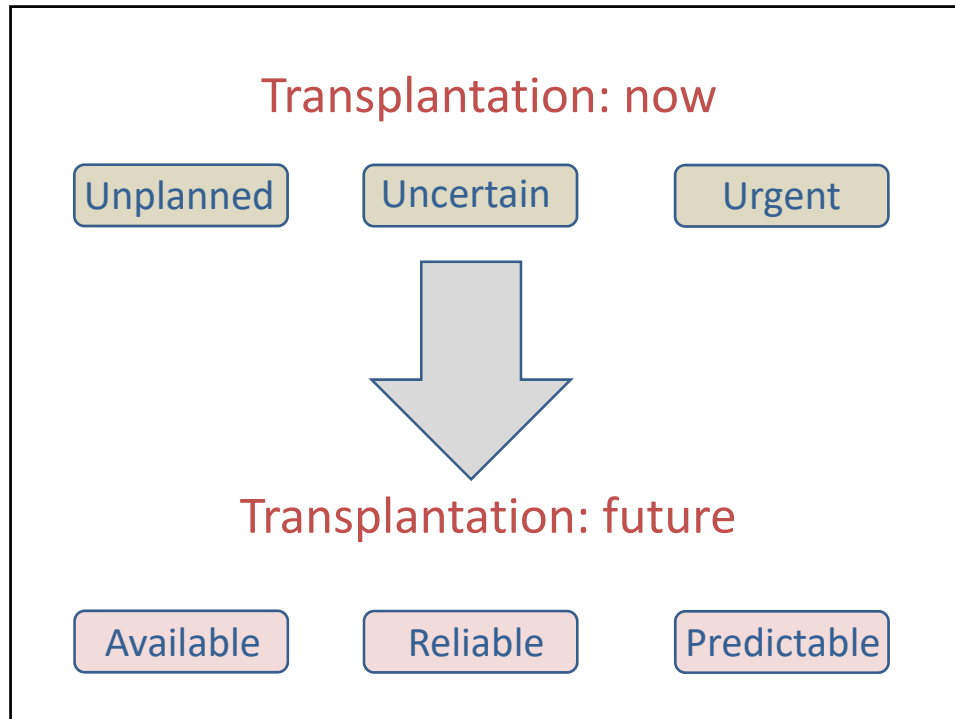 Transplantation: now
Unplanned Uncertain Urgent
Transplantation: future
Available Reliable Predictable